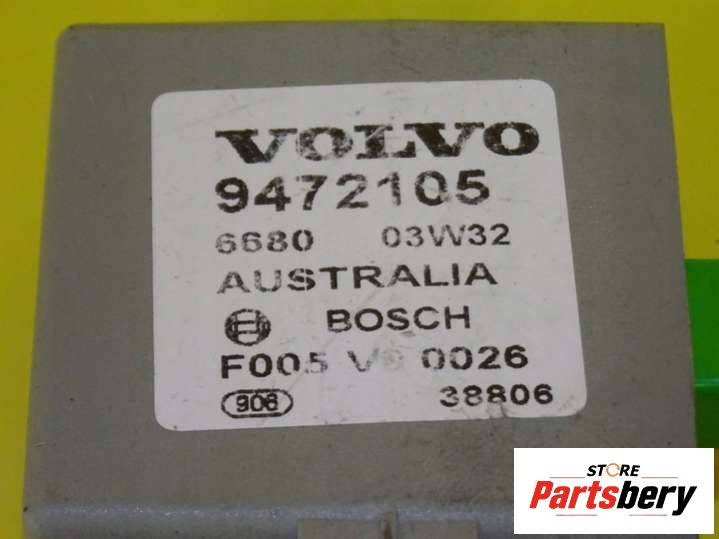 VOLVO
9472105
6680 03W32
AUSTRALIA
BOSCH
F005 0026
906 38806
STORE
Partsbery